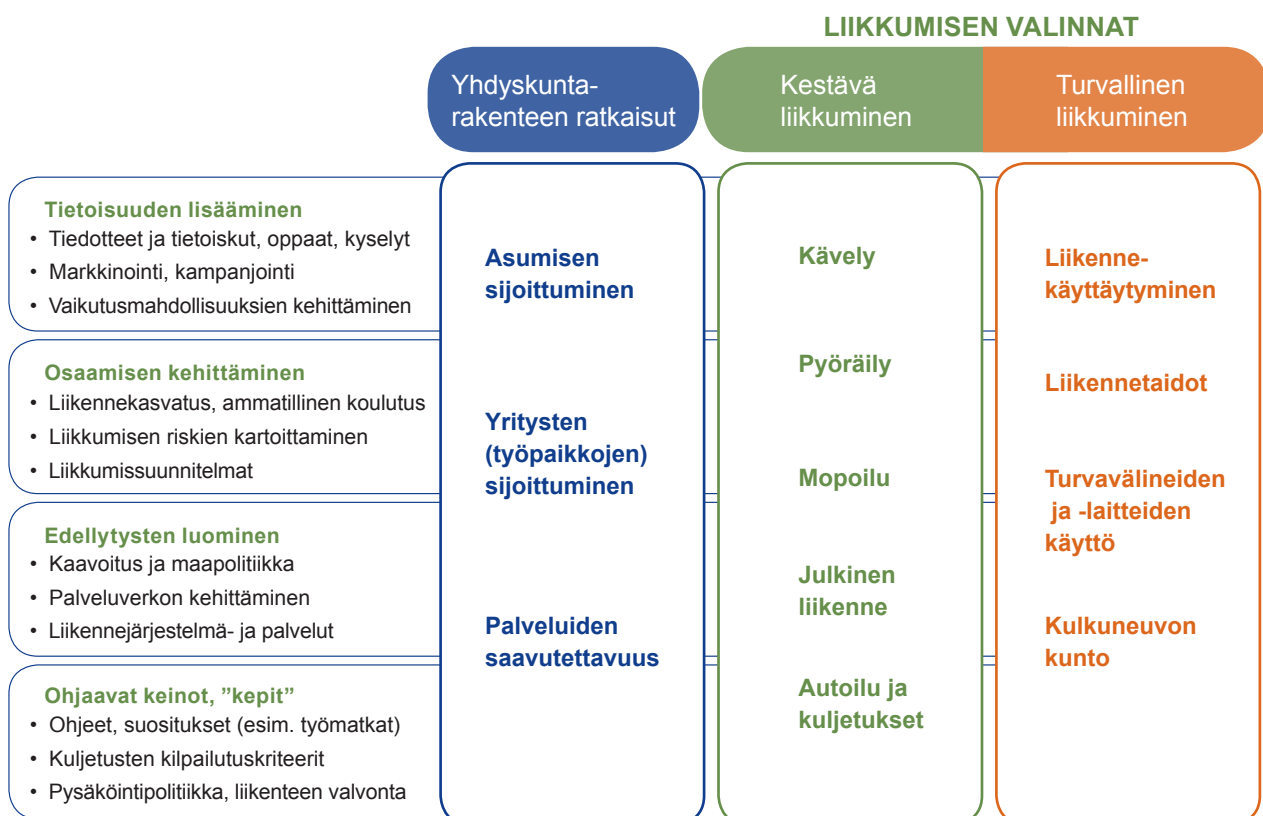 LIIKKUMISEN VALINNAT
Yhdyskunta-
rakenteen ratkaisut
Kestävä
liikkuminen
Turvallinen
liikkuminen
Tietoisuuden lisääminen
• Tiedotteet ja tietoiskut, oppaat, kyselyt
• Markkinointi, kampanjointi
• Vaikutusmahdollisuuksien kehittäminen
Osaamisen kehittäminen
• Liikennekasvatus, ammatillinen koulutus
• Liikkumisen riskien kartoittaminen
• Liikkumissuunnitelmat
Edellytysten luominen
• Kaavoitus ja maapolitiikka
• Palveluverkon kehittäminen
• Liikennejärjestelmä- ja palvelut
Ohjaavat keinot, ”kepit”
• Ohjeet, suositukset (esim. työmatkat)
• Kuljetusten kilpailutuskriteerit
• Pysäköintipolitiikka, liikenteen valvonta
Asumisen
sijoittuminen
Yritysten
(työpaikkojen)
sijoittuminen
Palveluiden
saavutettavuus
Kävely
Pyöräily
Mopoilu
Julkinen
liikenne
Autoilu ja
kuljetukset
Liikenne-
käyttäytyminen
Liikennetaidot
Turvavälineiden
ja -laitteiden
käyttö
Kulkuneuvon
kunto